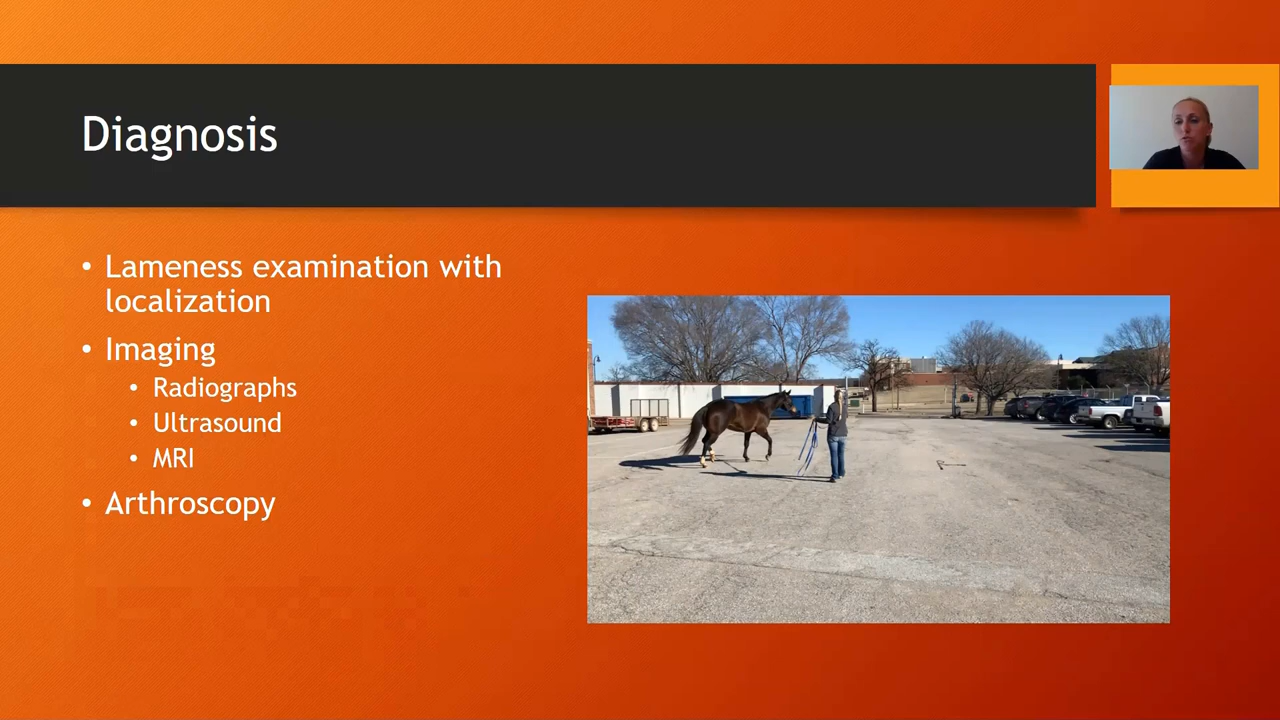 Diagnosis
• Lameness examination with
localization
• Imaging
• Radiographs
• Ultrasound
• MRI
• Arthroscopy